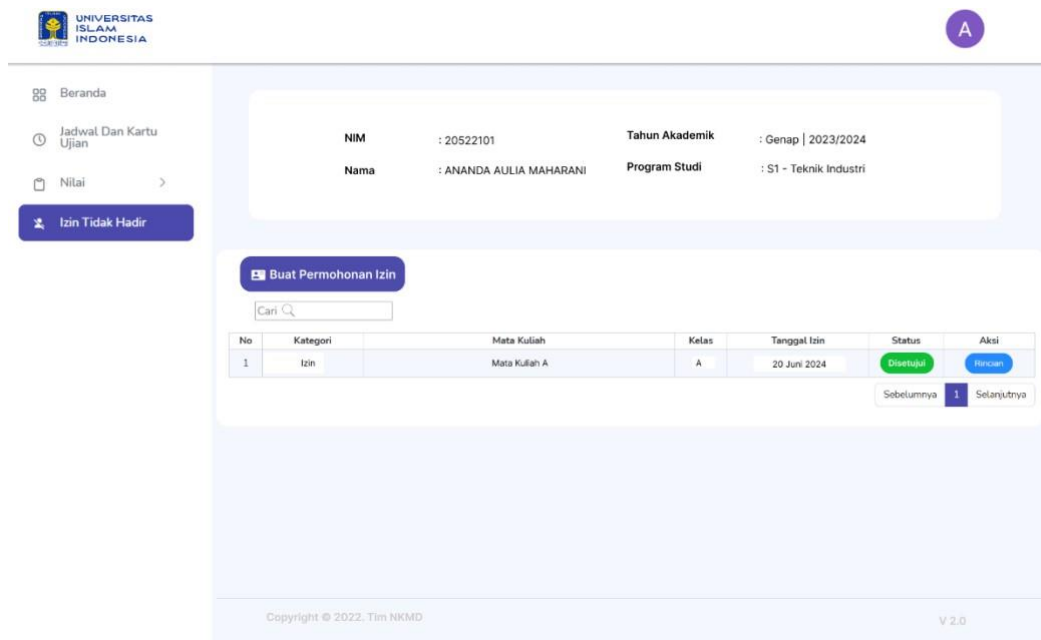 UNIVERSITAS
ISLAM
INDONESIA
A
Beranda
Jadwal Dan Kartu
Ujian
Nilai
Izin Tidak Hadir
NIM : 20522101 Tahun Akademik : Genap | 2023/2024
Nama : ANANDA AULIA MAHARANI Program Studi : S1 - Teknik Industri
Buat Permohonan Izin
Cari
No Kategori Mata Kuliah Kelas Tanggal Izin Status Aksi
1 Izin Mata Kuliah A A 20 Juni 2024 Disetujui Rincian
Sebelumnya 1 Selanjutnya
Copyright © 2022. Tim NKMD V 2.0